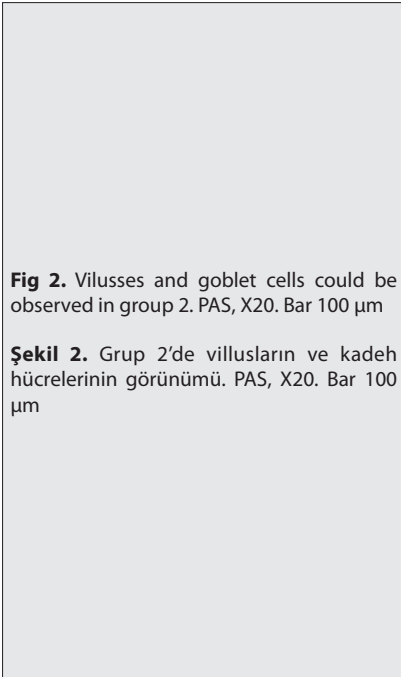 Fig 2. Vilusses and goblet cells could be
observed in group 2. PAS, X20. Bar 100 µm
Şekil 2. Grup 2’de villusların ve kadeh
hücrelerinin görünümü. PAS, X20. Bar 100
µm